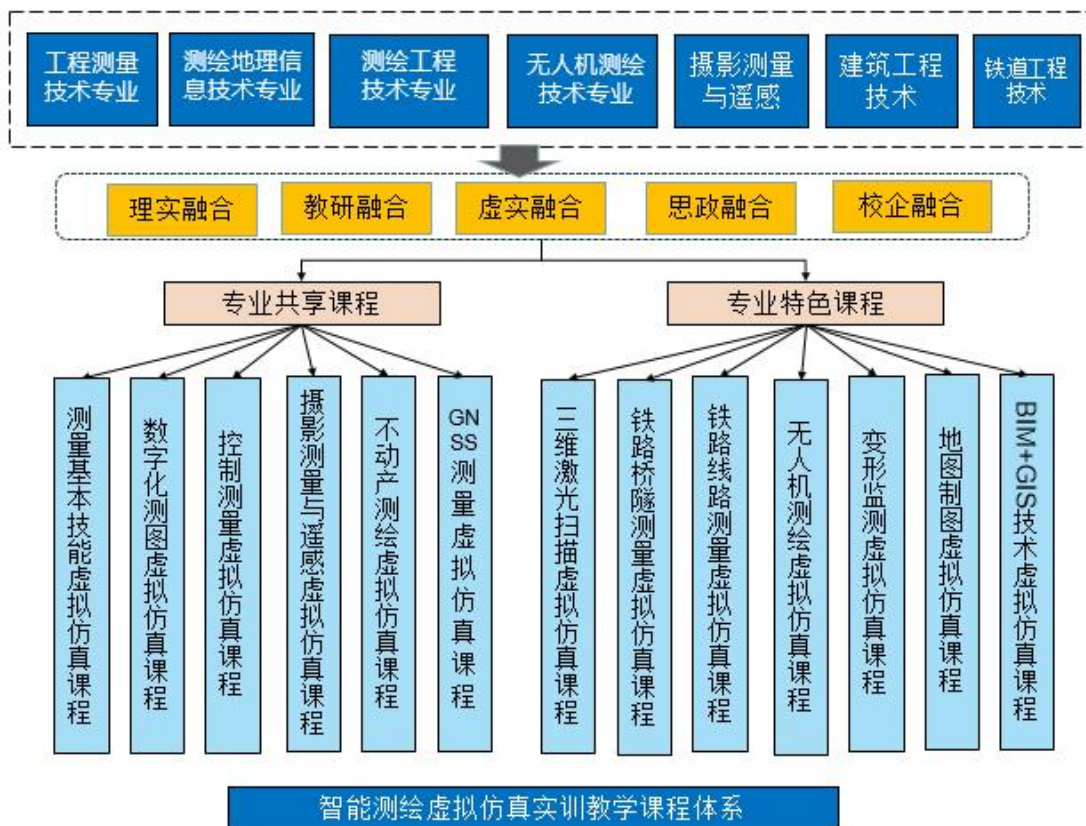 工程测量
技术专业
测绘地理信
息技术专业
测绘工程
技术专业
无人机测绘
技术专业
摄影测量
与遥感
建筑工程
技术
铁道工程
技术
理实融合
教研融合
虚实融合
思政融合
校企融合
专业共享课程
专业特色课程
测量基本技能虚拟仿真课程
数字化测图虚拟仿真课程
控制测量虚拟仿真课程
摄影测量与遥感虚拟仿真课程
不动产测绘虚拟仿真课程
GNSS测量虚拟仿真课程
三维激光扫描虚拟仿真课程
铁路桥隧测量虚拟仿真课程
铁路线路测量虚拟仿真课程
无人机测绘虚拟仿真课程
变形监测虚拟仿真课程
地图制图虚拟仿真课程
BIM+GIS技术虚拟仿真课程
智能测绘虚拟仿真实训教学课程体系